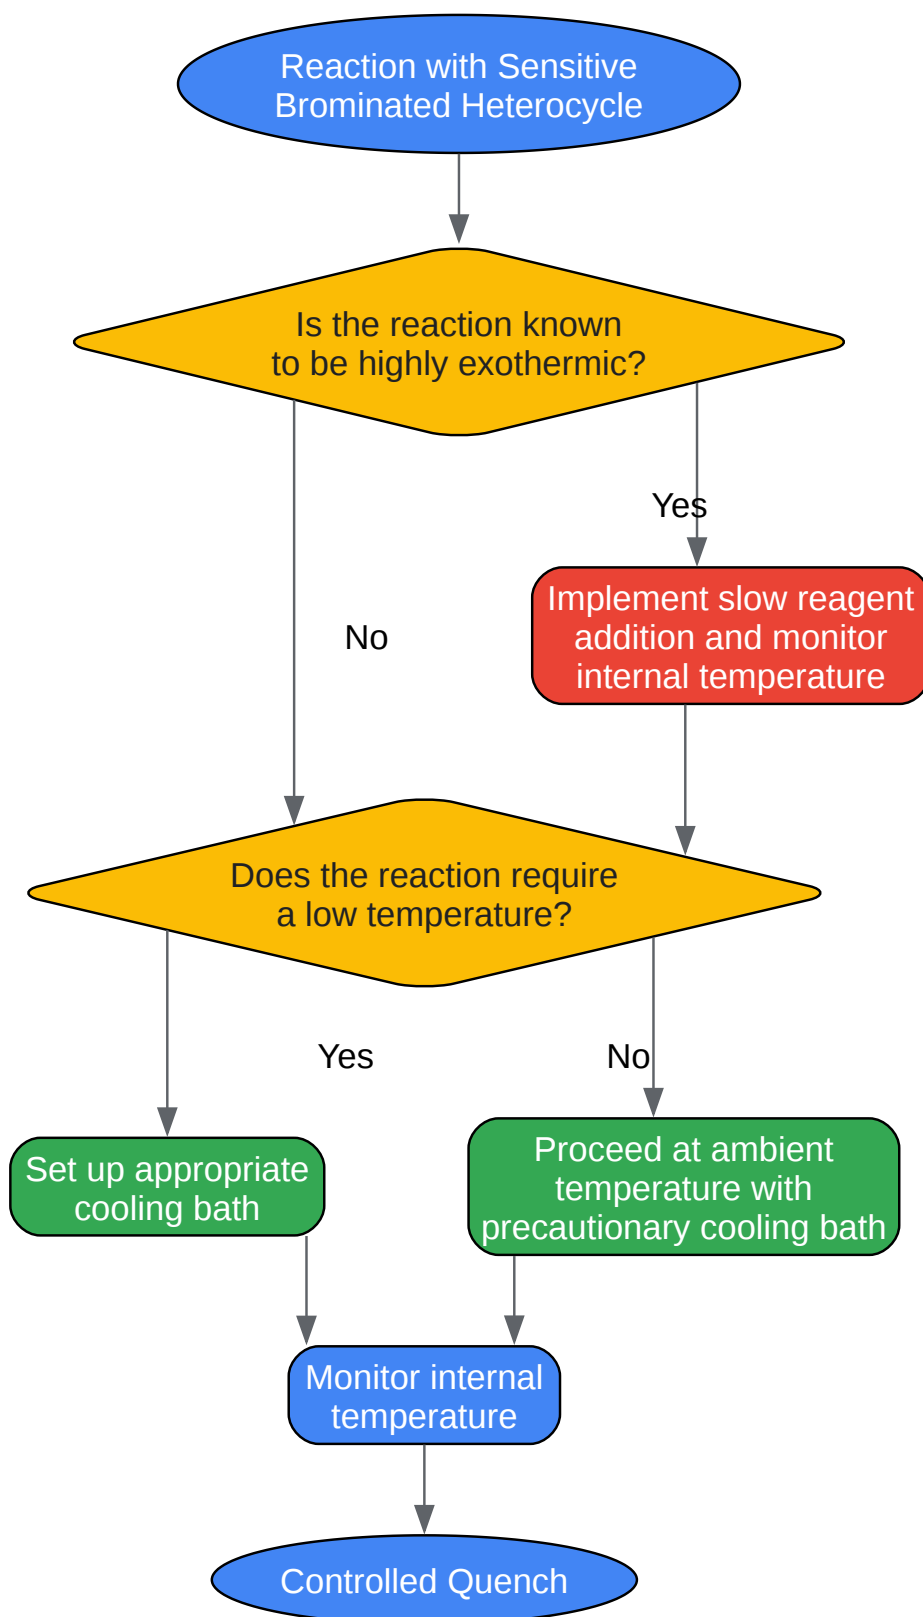 Reaction with Sensitive
Brominated Heterocycle
Is the reaction known
to be highly exothermic?
Yes
Implement slow reagent
addition and monitor
internal temperature
No
Does the reaction require
a low temperature?
Yes
No
Set up appropriate
cooling bath
Proceed at ambient
temperature with
precautionary cooling bath
Monitor internal
temperature
Controlled Quench